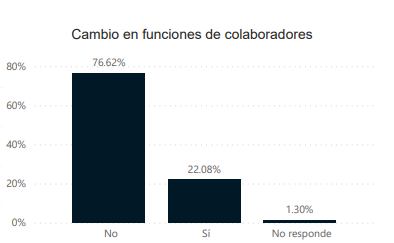 Cambio en funciones de colaboradores
80%
76.62%
60%
40%
22.08%
20%
1.30%
0%
No
Si
No responde